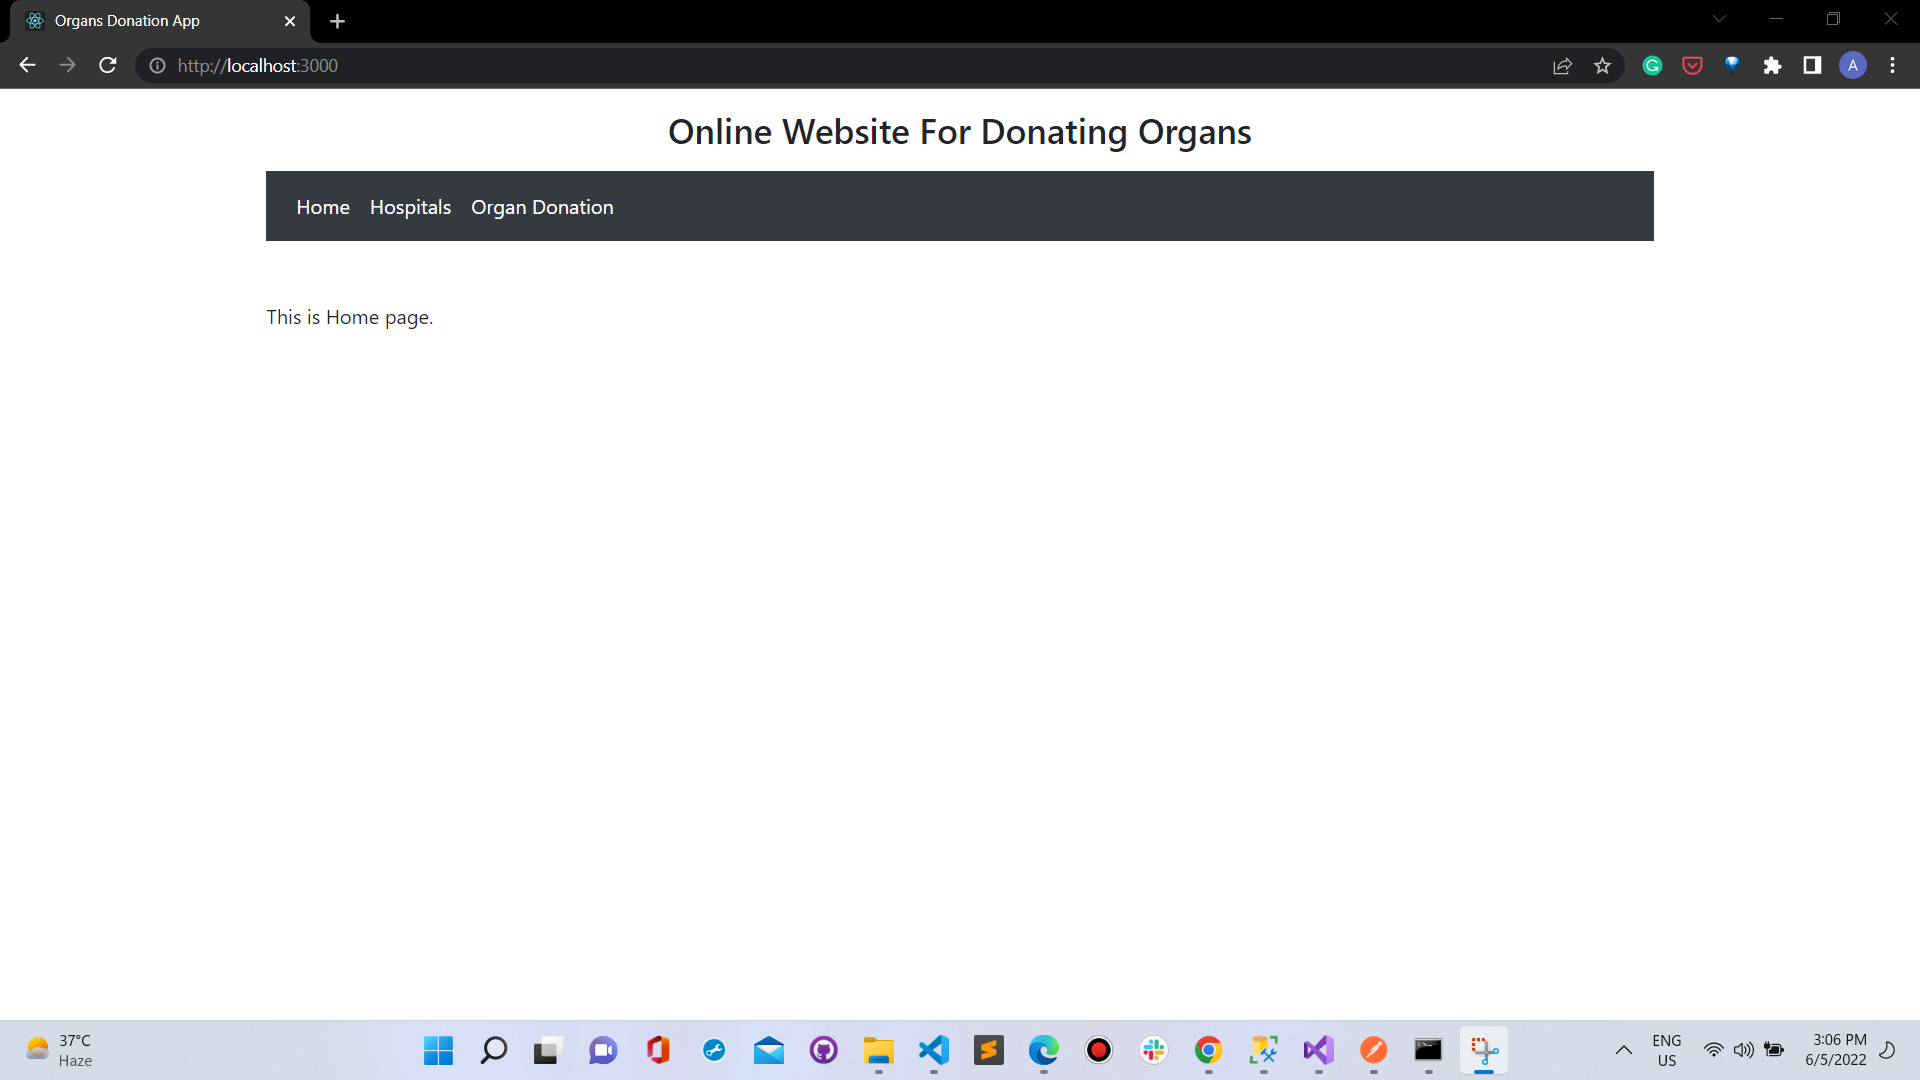 Organs Donation App
http://localhost:3000
A
Online Website For Donating Organs
Home Hospitals Organ Donation
This is Home page.
37°C
Haze
ENG
US
3:06 PM
6/5/2022